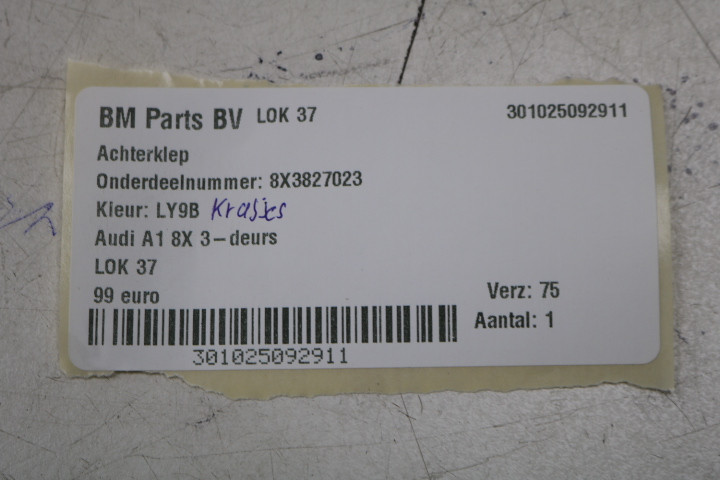 BM Parts BV LOK 37 301025092911
Achterklep
Onderdeelnummer: 8X3827023
Kleur: LY9B Krasjes
Audi A1 8X 3-deurs
LOK 37
99 euro Verz: 75
Aantal: 1
301025092911